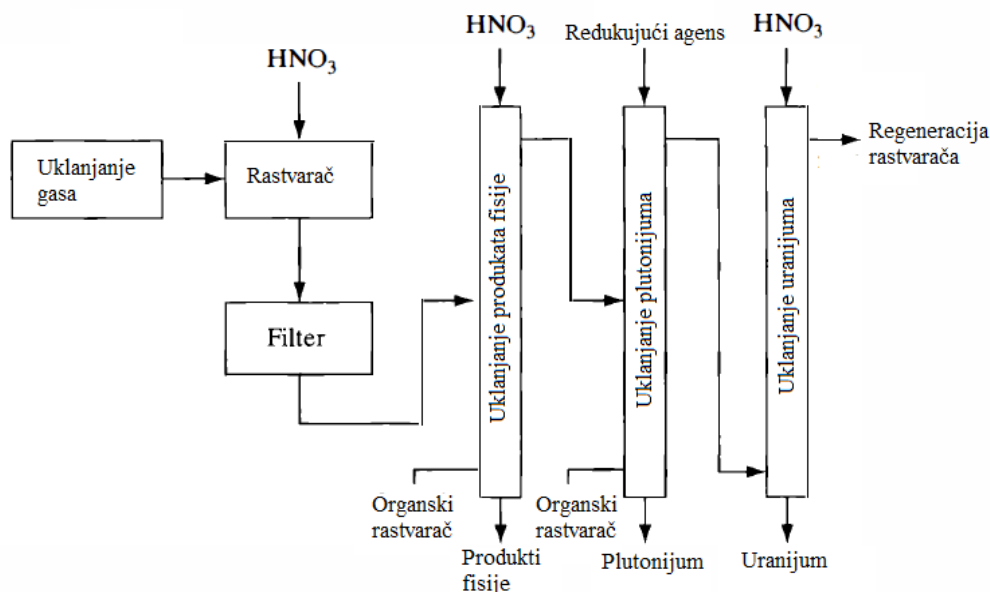 HNO3
Redukujući agens
HNO3
HNO3
Uklanjanje
gasa
Rastvarač
Filter
Uklanjanje produkata fisije
Uklanjanje plutonijuma
Uklanjanje uranijuma
Regeneracija
rastvarača
Organski
rastvarač
Organski
rastvarač
Produkti
fisije
Plutonijum
Uranijum